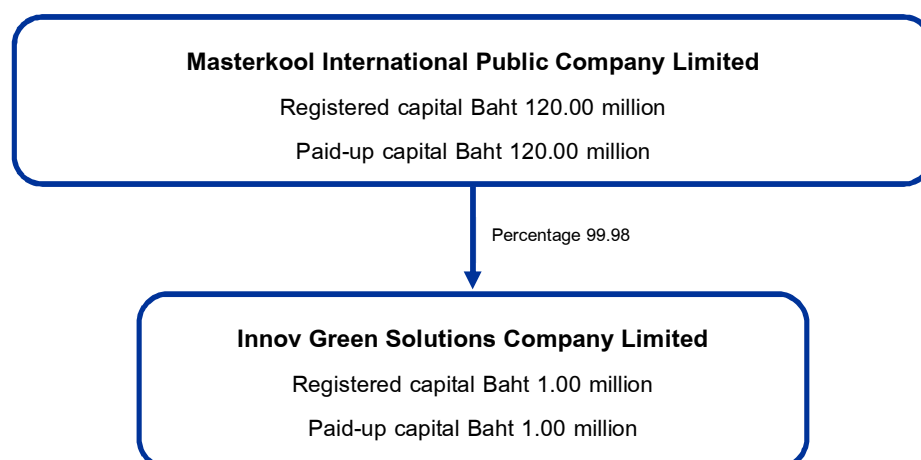 Masterkool International Public Company Limited
Registered capital Baht 120.00 million
Paid-up capital Baht 120.00 million
Percentage 99.98
Innov Green Solutions Company Limited
Registered capital Baht 1.00 million
Paid-up capital Baht 1.00 million